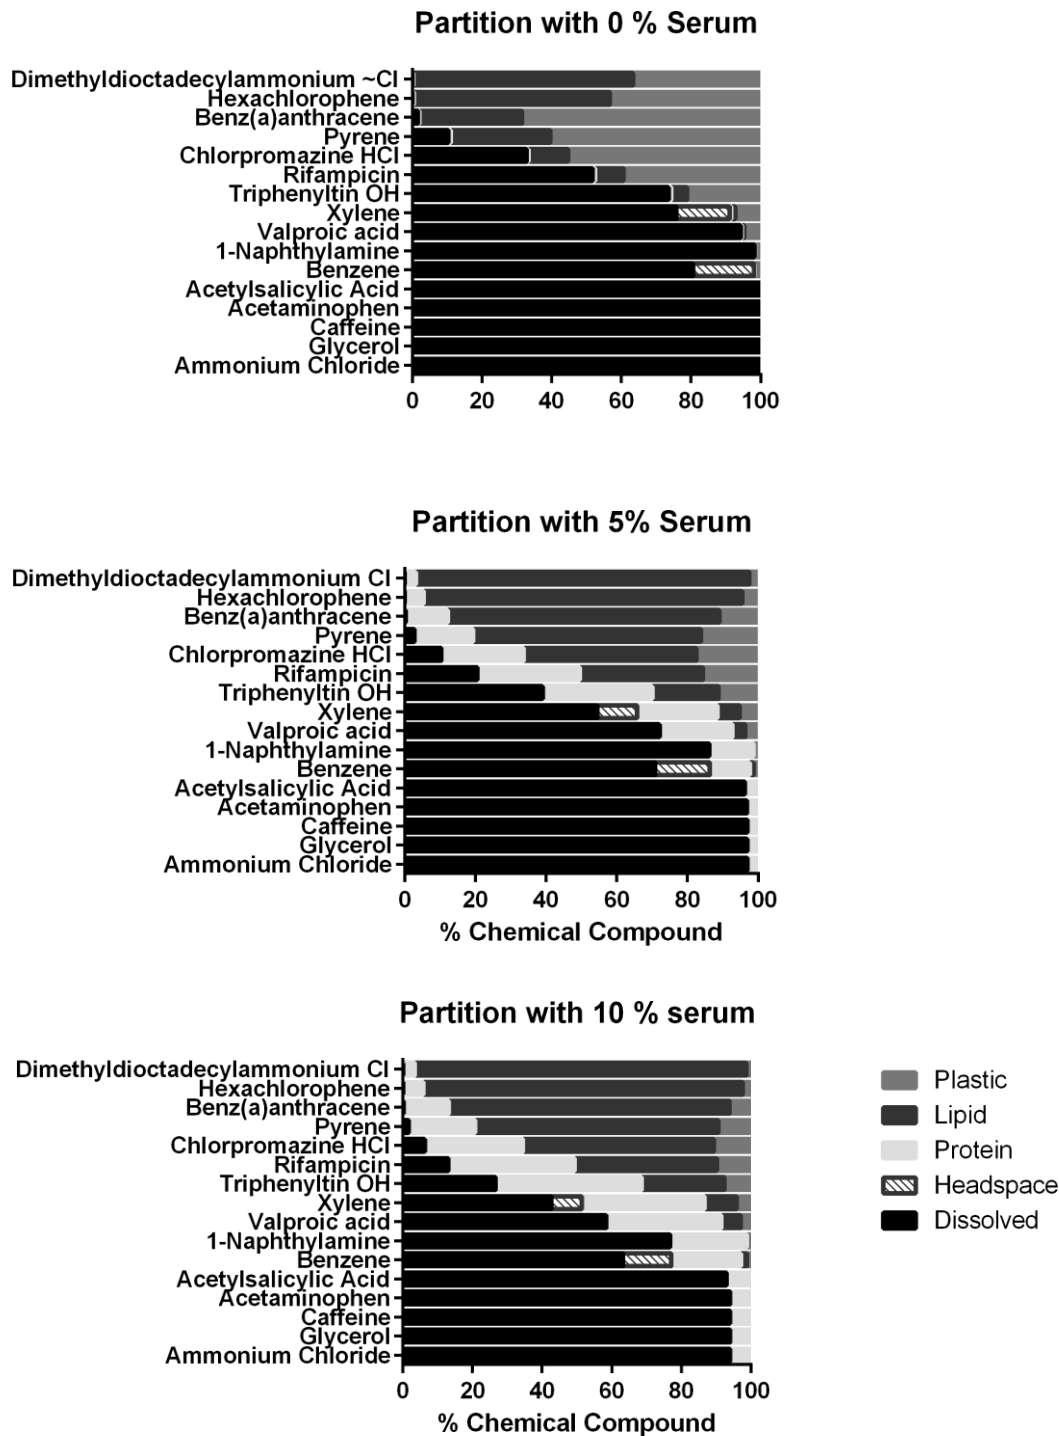 Partition with 0 % Serum
Dimethyldioctadecylammonium ~Cl
Hexachlorophene
Benz(a)anthracene
Pyrene
Chlorpromazine HCl
Rifampicin
Triphenyltin OH
Xylene
Valproic acid
1-Naphthylamine
Benzene
Acetylsalicylic Acid
Acetaminophen
Caffeine
Glycerol
Ammonium Chloride
0 20 40 60 80 100
Partition with 5% Serum
Dimethyldioctadecylammonium Cl
Hexachlorophene
Benz(a)anthracene
Pyrene
Chlorpromazine HCl
Rifampicin
Triphenyltin OH
Xylene
Valproic acid
1-Naphthylamine
Benzene
Acetylsalicylic Acid
Acetaminophen
Caffeine
Glycerol
Ammonium Chloride
0 20 40 60 80 100
% Chemical Compound
Partition with 10 % serum
Dimethyldioctadecylammonium Cl
Hexachlorophene
Benz(a)anthracene
Pyrene
Chlorpromazine HCl
Rifampicin
Triphenyltin OH
Xylene
Valproic acid
1-Naphthylamine
Benzene
Acetylsalicylic Acid
Acetaminophen
Caffeine
Glycerol
Ammonium Chloride
0 20 40 60 80 100
% Chemical Compound
Plastic
Lipid
Protein
Headspace
Dissolved